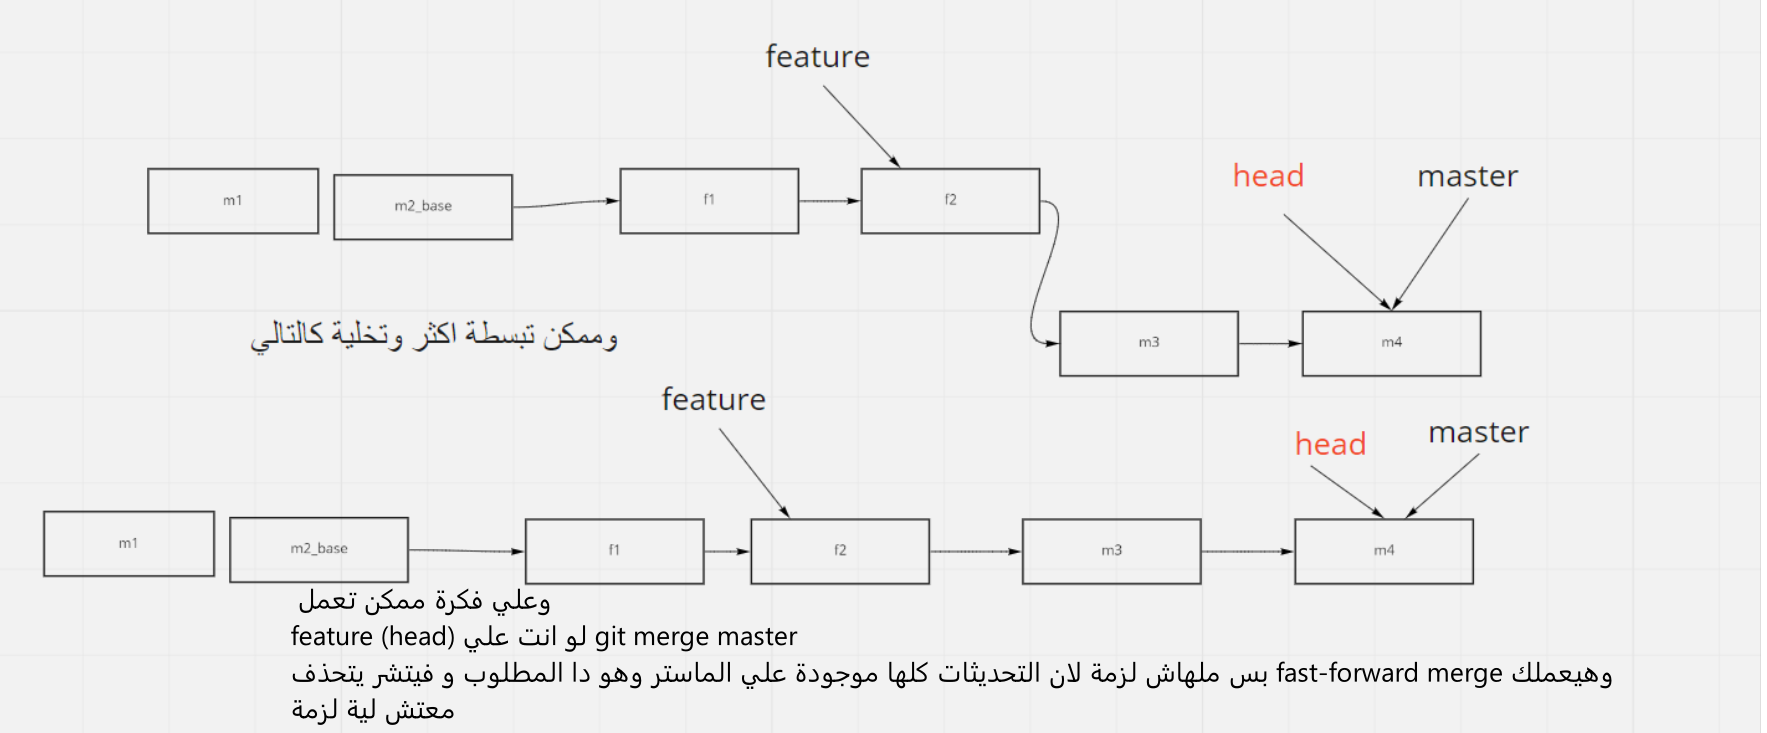 feature
head
master
m1
m2_base
f1
f2
m3
m4
وممكن تبسطة اكثر وتخلية كالتالي
feature
head
master
m1
m2_base
f1
f2
m3
m4
وعلي فكرة ممكن تعمل
git merge master لو انت علي feature (head)
وهيعملك fast-forward merge بس ملهاش لزمة لان التحديثات كلها موجودة علي الماستر وهو دا المطلوب و فيتشر يتحذف
معتش لية لزمة